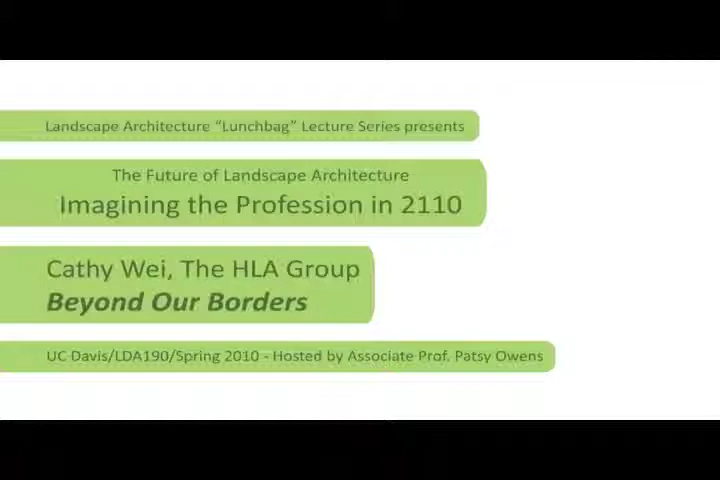 Landscape Architecture “Lunchbag” Lecture Series presents
The Future of Landscape Architecture
Imagining the Profession in 2110
Cathy Wei, The HLA Group
Beyond Our Borders
UC Davis/LDA190/Spring 2010 - Hosted by Associate Prof. Patsy Owens